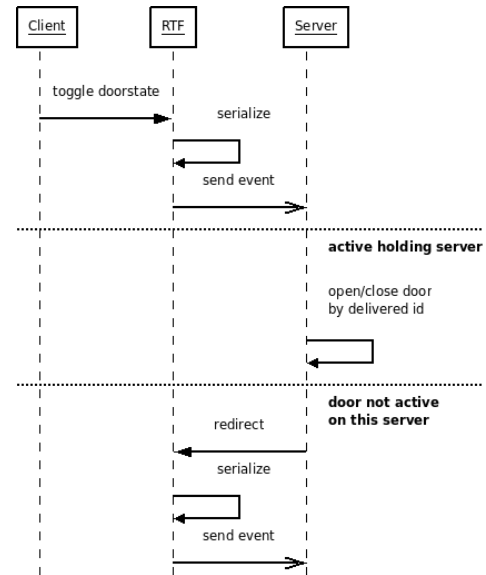 Client
RTF
Server
toggle doorstate
serialize
send event
active holding server
open/close door
by delivered id
door not active
on this server
redirect
serialize
send event